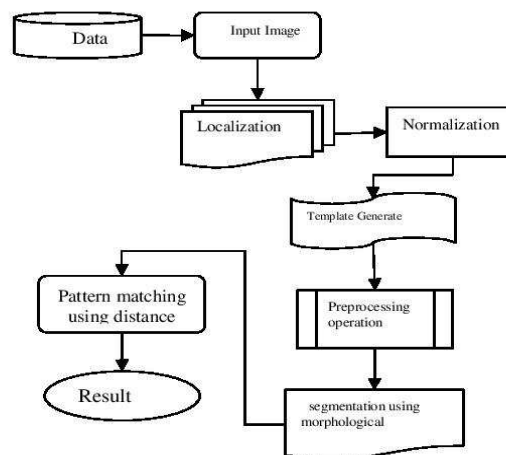 Data
Input Image
Localization
Normalization
Template Generate
Preprocessing
operation
segmentation using
morphological
Pattern matching
using distance
Result